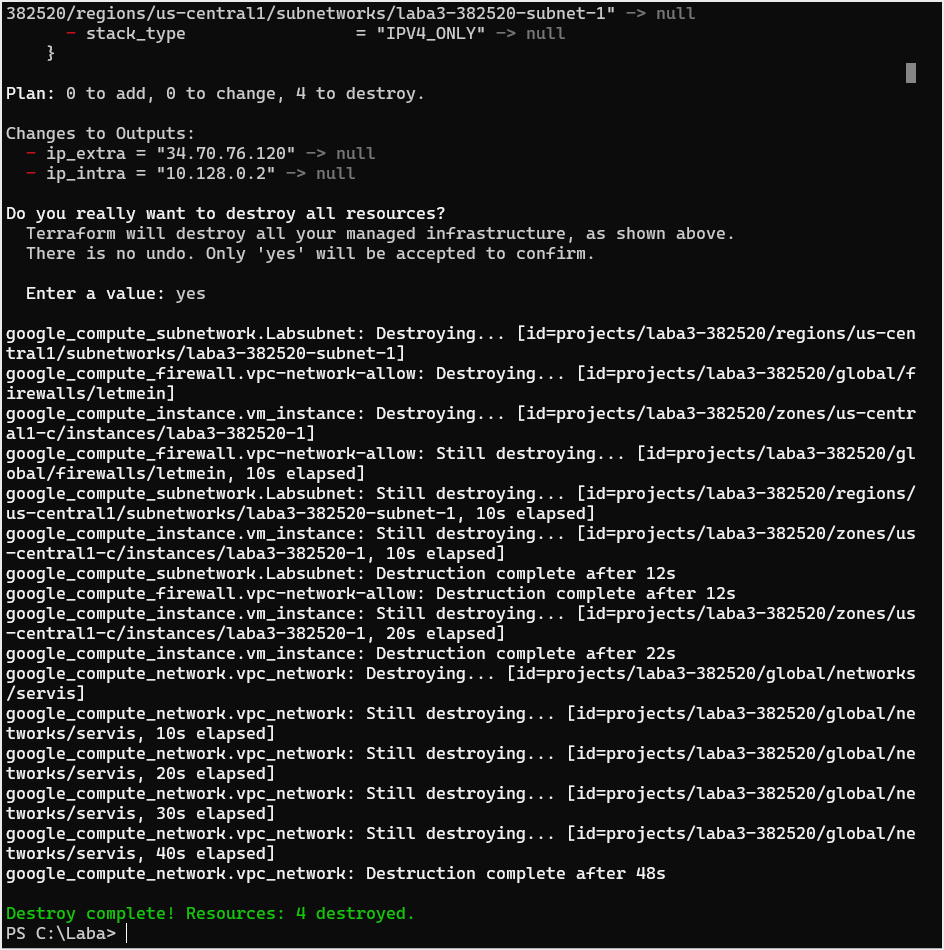 382520/regions/us-central1/subnetworks/laba3-382520-subnet-1" -> null
      - stack_type                 = "IPV4_ONLY" -> null
    }

Plan: 0 to add, 0 to change, 4 to destroy.

Changes to Outputs:
  - ip_extra = "34.70.76.120" -> null
  - ip_intra = "10.128.0.2" -> null

Do you really want to destroy all resources?
  Terraform will destroy all your managed infrastructure, as shown above.
  There is no undo. Only 'yes' will be accepted to confirm.

  Enter a value: yes

google_compute_subnetwork.Labsubnet: Destroying... [id=projects/laba3-382520/regions/us-cen
tral1/subnetworks/laba3-382520-subnet-1]
google_compute_firewall.vpc-network-allow: Destroying... [id=projects/laba3-382520/global/f
irewalls/letmein]
google_compute_instance.vm_instance: Destroying... [id=projects/laba3-382520/zones/us-centr
al1-c/instances/laba3-382520-1]
google_compute_firewall.vpc-network-allow: Still destroying... [id=projects/laba3-382520/gl
obal/firewalls/letmein, 10s elapsed]
google_compute_subnetwork.Labsubnet: Still destroying... [id=projects/laba3-382520/regions/
us-central1/subnetworks/laba3-382520-subnet-1, 10s elapsed]
google_compute_instance.vm_instance: Still destroying... [id=projects/laba3-382520/zones/us
-central1-c/instances/laba3-382520-1, 10s elapsed]
google_compute_subnetwork.Labsubnet: Destruction complete after 12s
google_compute_firewall.vpc-network-allow: Destruction complete after 12s
google_compute_instance.vm_instance: Still destroying... [id=projects/laba3-382520/zones/us
-central1-c/instances/laba3-382520-1, 20s elapsed]
google_compute_instance.vm_instance: Destruction complete after 22s
google_compute_network.vpc_network: Destroying... [id=projects/laba3-382520/global/networks
/servis]
google_compute_network.vpc_network: Still destroying... [id=projects/laba3-382520/global/ne
tworks/servis, 10s elapsed]
google_compute_network.vpc_network: Still destroying... [id=projects/laba3-382520/global/ne
tworks/servis, 20s elapsed]
google_compute_network.vpc_network: Still destroying... [id=projects/laba3-382520/global/ne
tworks/servis, 30s elapsed]
google_compute_network.vpc_network: Still destroying... [id=projects/laba3-382520/global/ne
tworks/servis, 40s elapsed]
google_compute_network.vpc_network: Destruction complete after 48s

Destroy complete! Resources: 4 destroyed.
PS C:\Laba>